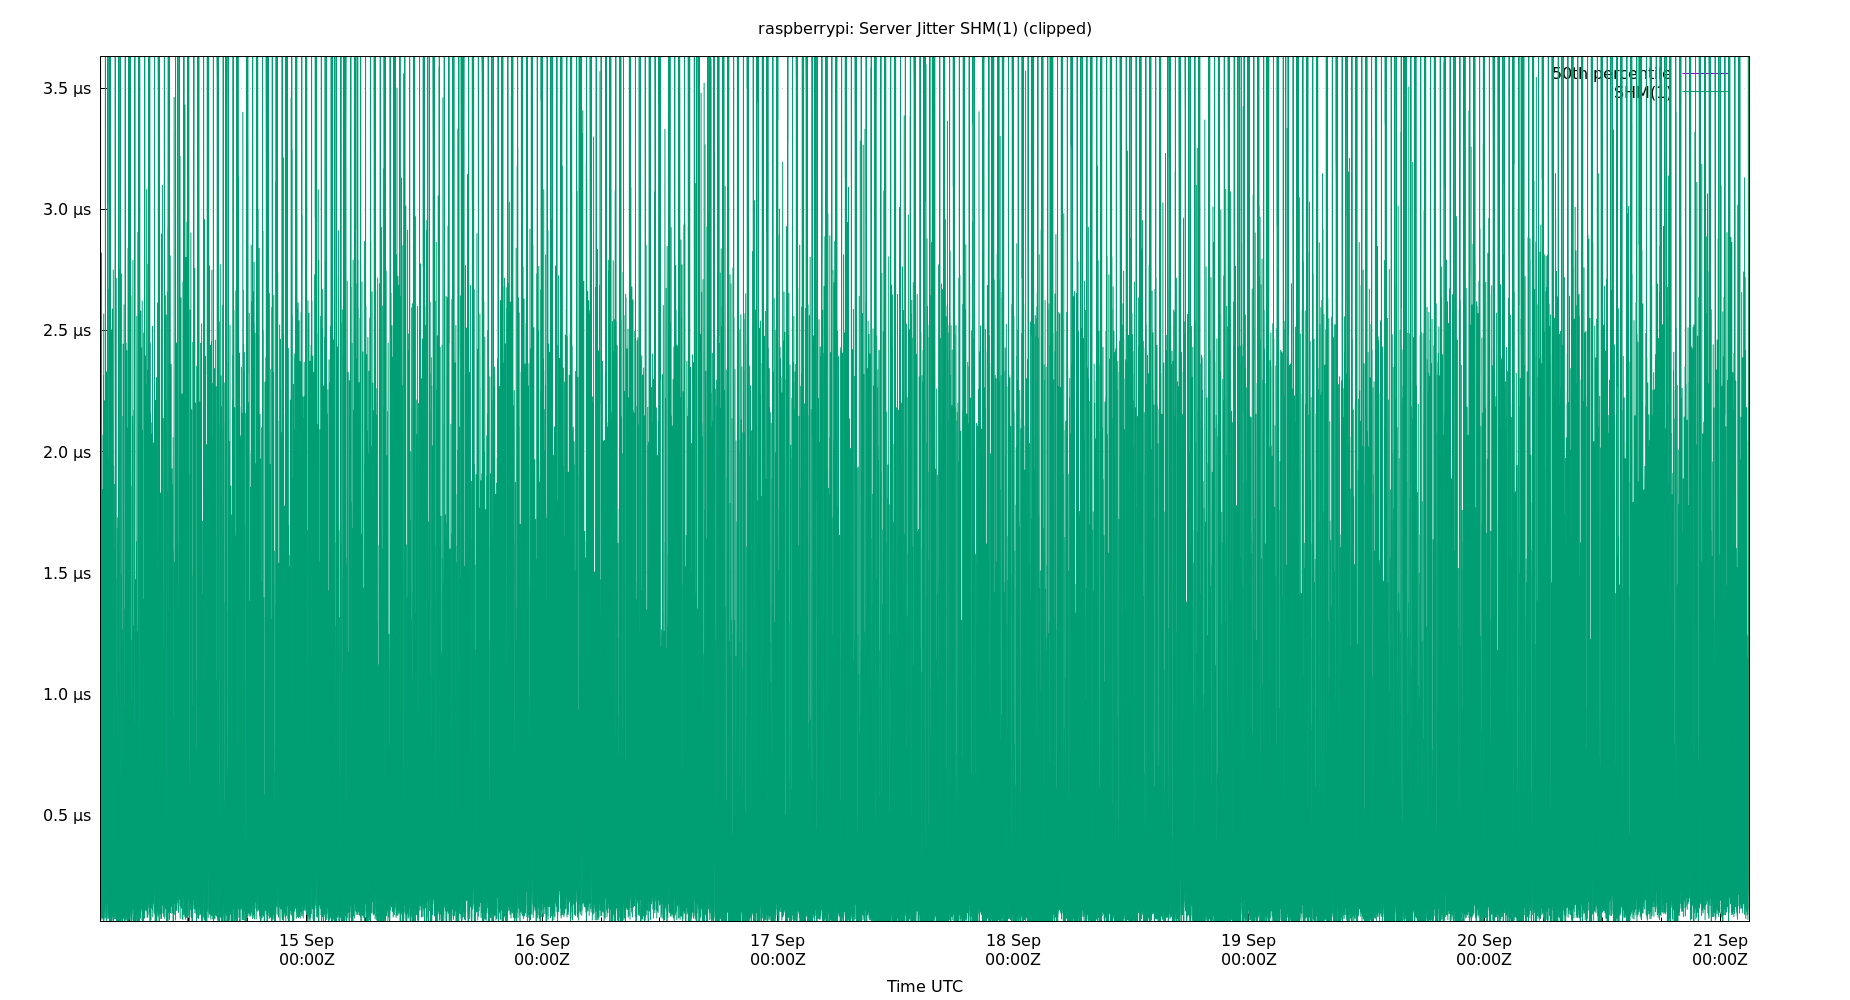 raspberrypi: Server Jitter SHM(1) (clipped)
50th percentile
SHM(1)
3.5 µs
3.0 µs
2.5 µs
2.0 µs
1.5 µs
1.0 µs
0.5 µs
15 Sep 16 Sep 17 Sep 18 Sep 19 Sep 20 Sep 21 Sep
00:00Z 00:00Z 00:00Z 00:00Z 00:00Z 00:00Z 00:00Z
Time UTC